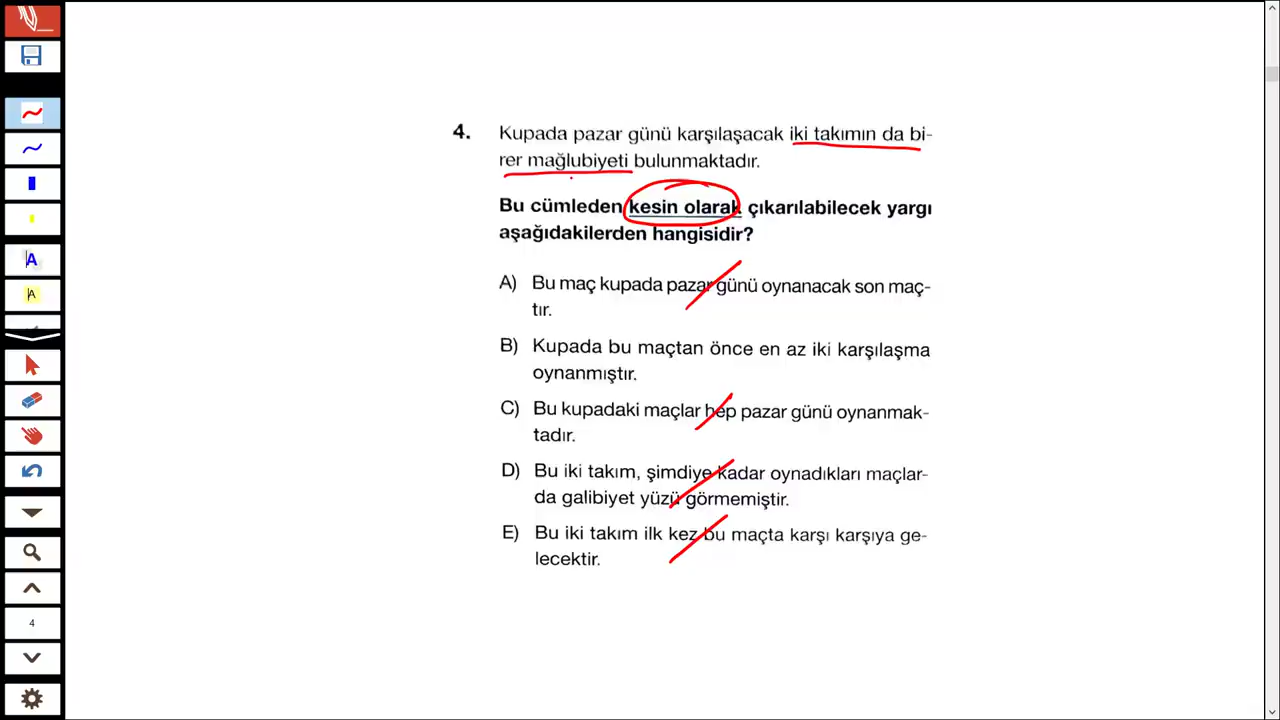 4. Kupada pazar günü karşılaşacak iki takımın da bi-
rer mağlubiyeti bulunmaktadır.
Bu cümleden kesin olarak çıkarılabilecek yargı
aşağıdakilerden hangisidir?
A) Bu maç kupada pazar günü oynanacak son maç-
tır.
B) Kupada bu maçtan önce en az iki karşılaşma
oynanmıştır.
C) Bu kupadaki maçlar hep pazar günü oynanmak-
tadır.
D) Bu iki takım, şimdiye kadar oynadıkları maçlar-
da galibiyet yüzü görmemiştir.
E) Bu iki takım ilk kez bu maçta karşı karşıya ge-
lecektir.
A
A
4